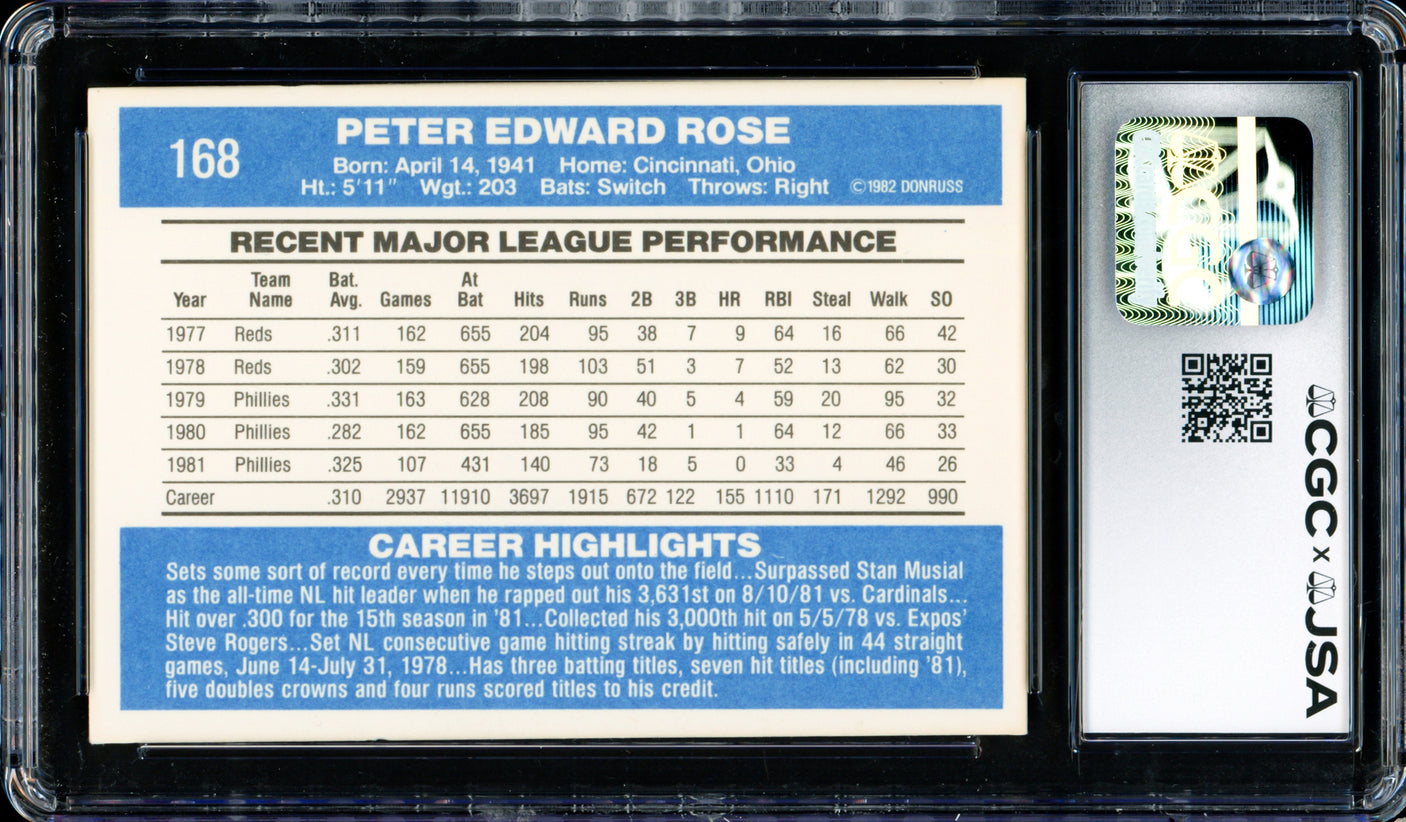 168
PETER EDWARD ROSE
Born: April 14, 1941 Home: Cincinnati, Ohio
Ht.: 5'11" Wgt.: 203 Bats: Switch Throws: Right ©1982 DONRUSS
RECENT MAJOR LEAGUE PERFORMANCE
Year Team Name Bat. Avg. Games At Bat Hits Runs 2B 3B HR RBI Steal Walk SO
1977 Reds .311 162 655 204 95 38 7 9 64 16 66 42
1978 Reds .302 159 655 198 103 51 3 7 52 13 62 30
1979 Phillies .331 163 628 208 90 40 5 4 59 20 95 32
1980 Phillies .282 162 655 185 95 42 1 1 64 12 66 33
1981 Phillies .325 107 431 140 73 18 5 0 33 4 46 26
Career .310 2937 11910 3697 1915 672 122 155 1110 171 1292 990
CAREER HIGHLIGHTS
Sets some sort of record every time he steps out onto the field...Surpassed Stan Musial
as the all-time NL hit leader when he rapped out his 3,631st on 8/10/81 vs. Cardinals...
Hit over .300 for the 15th season in '81...Collected his 3,000th hit on 5/5/78 vs. Expos'
Steve Rogers...Set NL consecutive game hitting streak by hitting safely in 44 straight
games, June 14-July 31, 1978...Has three batting titles, seven hit titles (including '81),
five doubles crowns and four runs scored titles to his credit.
CGC x JSA